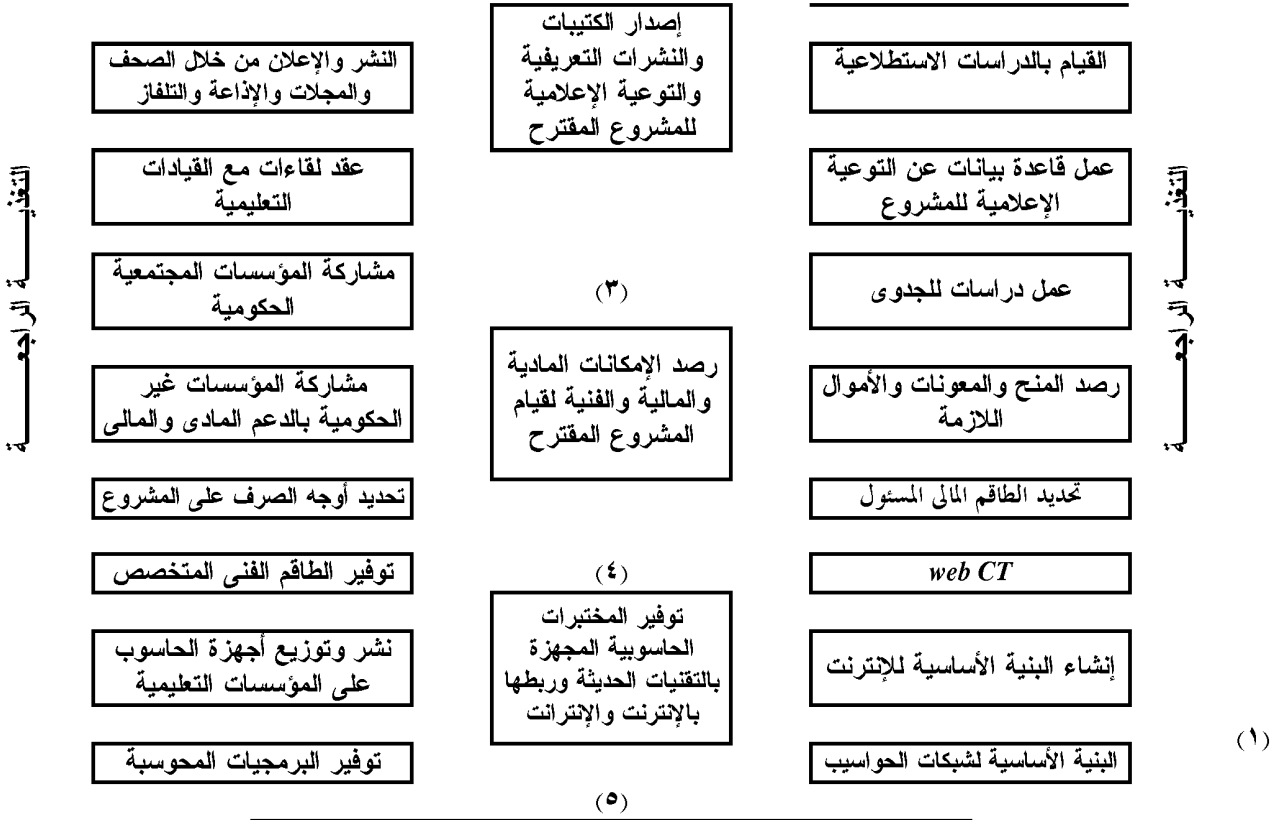 إصدار الكتيبات
والنشرات التعريفية
والتوعية الإعلامية
للمشروع المقترح
القيام بالدراسات الاستطلاعية
النشر والإعلان من خلال الصحف
والمجلات والإذاعة والتلفاز
عمل قاعدة بيانات عن التوعية
الإعلامية للمشروع
عقد لقاءات مع القيادات
التعليمية
التغذيـــــــة الراجعـــــــة
التغذيـــــــة الراجعـــــــة
(٣)
عمل دراسات للجدوى
مشاركة المؤسسات المجتمعية
الحكومية
رصد الإمكانات المادية
والمالية والفنية لقيام
المشروع المقترح
رصد المنح والمعونات والأموال
اللازمة
مشاركة المؤسسات غير
الحكومية بالدعم المادى والمالى
تحديد الطاقم المالى المسئول
تحديد أوجه الصرف على المشروع
(٤)
web CT
توفير الطاقم الفنى المتخصص
توفير المختبرات
الحاسوبية المجهزة
بالتقنيات الحديثة وربطها
بالإنترنت والإنترانت
إنشاء البنية الأساسية للإنترنت
نشر وتوزيع أجهزة الحاسوب
على المؤسسات التعليمية
(١)
البنية الأساسية لشبكات الحواسيب
توفير البرمجيات المحوسبة
(٥)